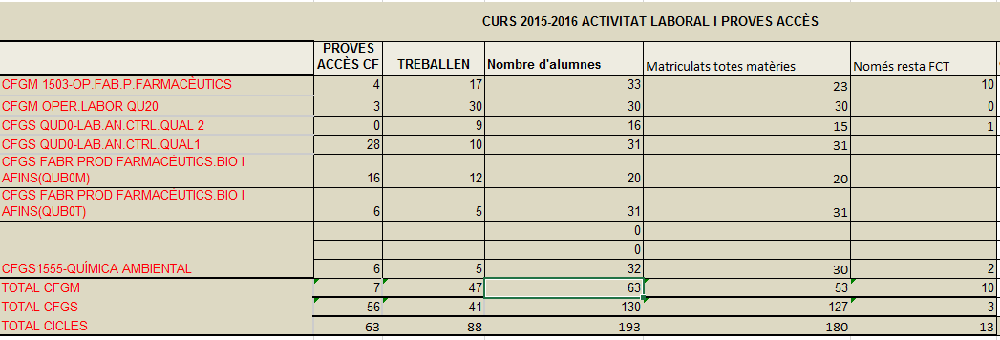 CURS 2015-2016 ACTIVITAT LABORAL I PROVES ACCÈS
PROVES
ACCÈS CF TREBALLEN Nombre d'alumnes Matriculats totes matèries Només resta FCT
CFGM 1503-OP.FAB.P.FARMACÈUTICS 4 17 33 23 10
CFGM OPER.LABOR QU20 3 30 30 30 0
CFGS QUD0-LAB.AN.CTRL.QUAL 2 0 9 16 15 1
CFGS QUD0-LAB.AN.CTRL.QUAL1 28 10 31 31
CFGS FABR PROD FARMACÈUTICS.BIO I
AFINS(QUB0M) 16 12 20 20
CFGS FABR PROD FARMACÈUTICS.BIO I
AFINS(QUB0T) 6 5 31 31
0
0
CFGS1555-QUÍMICA AMBIENTAL 6 5 32 30 2
TOTAL CFGM 7 47 63 53 10
TOTAL CFGS 56 41 130 127 3
TOTAL CICLES 63 88 193 180 13